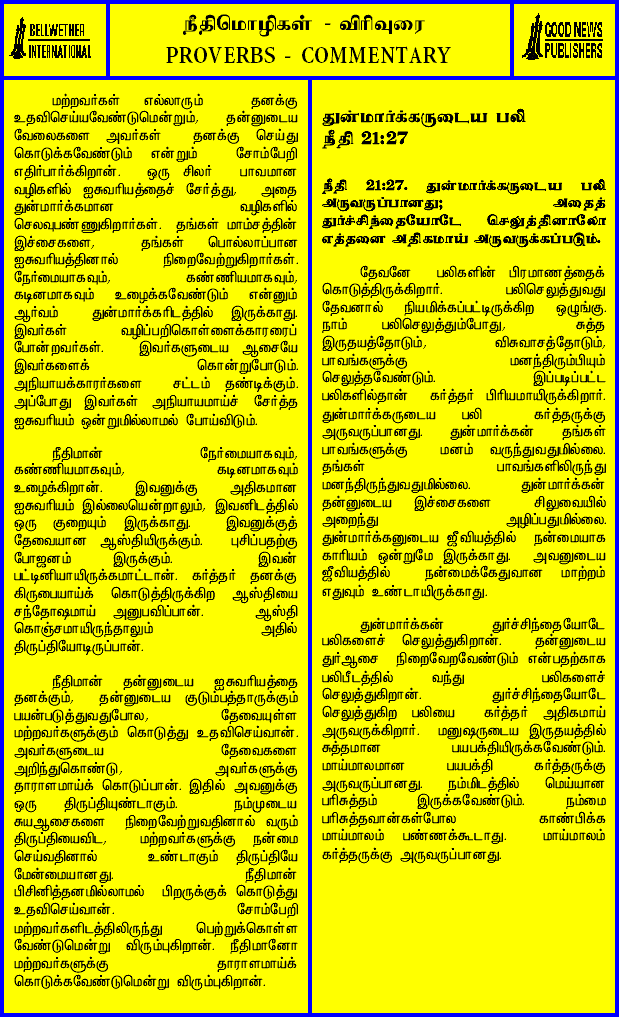 BELLWETHER
INTERNATIONAL
நீதிமொழிகள் - விரிவுரை
PROVERBS - COMMENTARY
GOOD NEWS
PUBLISHERS
மற்றவர்கள் எல்லாரும் தனக்கு
உதவிசெய்யவேண்டுமென்றும், தன்னுடைய
வேலைகளை அவர்கள் தனக்கு செய்து
கொடுக்கவேண்டும் என்றும் சோம்பேறி
எதிர்பார்க்கிறான். ஒரு சிலர் பாவமான
வழிகளில் ஐசுவரியத்தைச் சேர்த்து, அதை
துன்மார்க்கமான வழிகளில்
செலவுபண்ணுகிறார்கள். தங்கள் மாம்சத்தின்
இச்சைகளை, தங்கள் பொல்லாப்பான
ஐசுவரியத்தினால் நிறைவேற்றுகிறார்கள்.
நேர்மையாகவும், கண்ணியமாகவும்,
கடினமாகவும் உழைக்கவேண்டும் என்னும்
ஆர்வம் துன்மார்க்கரிடத்தில் இருக்காது.
இவர்கள் வழிப்பறிகொள்ளைக்காரரைப்
போன்றவர்கள். இவர்களுடைய ஆசையே
இவர்களைக் கொன்றுபோடும்.
அநியாயக்காரர்களை சட்டம் தண்டிக்கும்.
அப்போது இவர்கள் அநியாயமாய்ச் சேர்த்த
ஐசுவரியம் ஒன்றுமில்லாமல் போய்விடும்.
நீதிமான் நேர்மையாகவும்,
கண்ணியமாகவும், கடினமாகவும்
உழைக்கிறான். இவனுக்கு அதிகமான
ஐசுவரியம் இல்லையென்றாலும், இவனிடத்தில்
ஒரு குறையும் இருக்காது. இவனுக்குத்
தேவையான ஆஸ்தியிருக்கும். புசிப்பதற்கு
போஜனம் இருக்கும். இவன்
பட்டினியாயிருக்கமாட்டான். கர்த்தர் தனக்கு
கிருபையாய்க் கொடுத்திருக்கிற ஆஸ்தியை
சந்தோஷமாய் அனுபவிப்பான். ஆஸ்தி
கொஞ்சமாயிருந்தாலும் அதில்
திருப்தியோடிருப்பான்.
நீதிமான் தன்னுடைய ஐசுவரியத்தை
தனக்கும், தன்னுடைய குடும்பத்தாருக்கும்
பயன்படுத்துவதுபோல, தேவையுள்ள
மற்றவர்களுக்கும் கொடுத்து உதவிசெய்வான்.
அவர்களுடைய தேவைகளை
அறிந்துகொண்டு, அவர்களுக்கு
தாராளமாய்க் கொடுப்பான். இதில் அவனுக்கு
ஒரு திருப்தியுண்டாகும். நம்முடைய
சுயஆசைகளை நிறைவேற்றுவதினால் வரும்
திருப்தியைவிட, மற்றவர்களுக்கு நன்மை
செய்வதினால் உண்டாகும் திருப்தியே
மேன்மையானது. நீதிமான்
பிசினித்தனமில்லாமல் பிறருக்குக் கொடுத்து
உதவிசெய்வான். சோம்பேறி
மற்றவர்களிடத்திலிருந்து பெற்றுக்கொள்ள
வேண்டுமென்று விரும்புகிறான். நீதிமானோ
மற்றவர்களுக்கு தாராளமாய்க்
கொடுக்கவேண்டுமென்று விரும்புகிறான்.
துன்மார்க்கருடைய பலி
நீதி 21:27
நீதி 21:27. துன்மார்க்கருடைய பலி
அருவருப்பானது; அதைத்
துர்ச்சிந்தையோடே செலுத்தினாலோ
எத்தனை அதிகமாய் அருவருக்கப்படும்.
தேவனே பலிகளின் பிரமாணத்தைக்
கொடுத்திருக்கிறார். பலிசெலுத்துவது
தேவனால் நியமிக்கப்பட்டிருக்கிற ஒழுங்கு.
நாம் பலிசெலுத்தும்போது, சுத்த
இருதயத்தோடும், விசுவாசத்தோடும்,
பாவங்களுக்கு மனந்திரும்பியும்
செலுத்தவேண்டும். இப்படிப்பட்ட
பலிகளில்தான் கர்த்தர் பிரியமாயிருக்கிறார்.
துன்மார்க்கருடைய பலி கர்த்தருக்கு
அருவருப்பானது. துன்மார்க்கன் தங்கள்
பாவங்களுக்கு மனம் வருந்துவதுமில்லை.
தங்கள் பாவங்களிலிருந்து
மனந்திருந்துவதுமில்லை. துன்மார்க்கன்
தன்னுடைய இச்சைகளை சிலுவையில்
அறைந்து அழிப்பதுமில்லை.
துன்மார்க்கனுடைய ஜீவியத்தில் நன்மையாக
காரியம் ஒன்றுமே இருக்காது. அவனுடைய
ஜீவியத்தில் நன்மைக்கேதுவான மாற்றம்
எதுவும் உண்டாயிருக்காது.
துன்மார்க்கன் துர்ச்சிந்தையோடே
பலிகளைச் செலுத்துகிறான். தன்னுடைய
துர்ஆசை நிறைவேறவேண்டும் என்பதற்காக
பலிபீடத்தில் வந்து பலிகளைச்
செலுத்துகிறான். துர்ச்சிந்தையோடே
செலுத்துகிற பலியை கர்த்தர் அதிகமாய்
அருவருக்கிறார். மனுஷருடைய இருதயத்தில்
சுத்தமான பயபக்தியிருக்கவேண்டும்.
மாய்மாலமான பயபக்தி கர்த்தருக்கு
அருவருப்பானது. நம்மிடத்தில் மெய்யான
பரிசுத்தம் இருக்கவேண்டும். நம்மை
பரிசுத்தவான்கள்போல காண்பிக்க
மாய்மாலம் பண்ணக்கூடாது. மாய்மாலம்
கர்த்தருக்கு அருவருப்பானது.